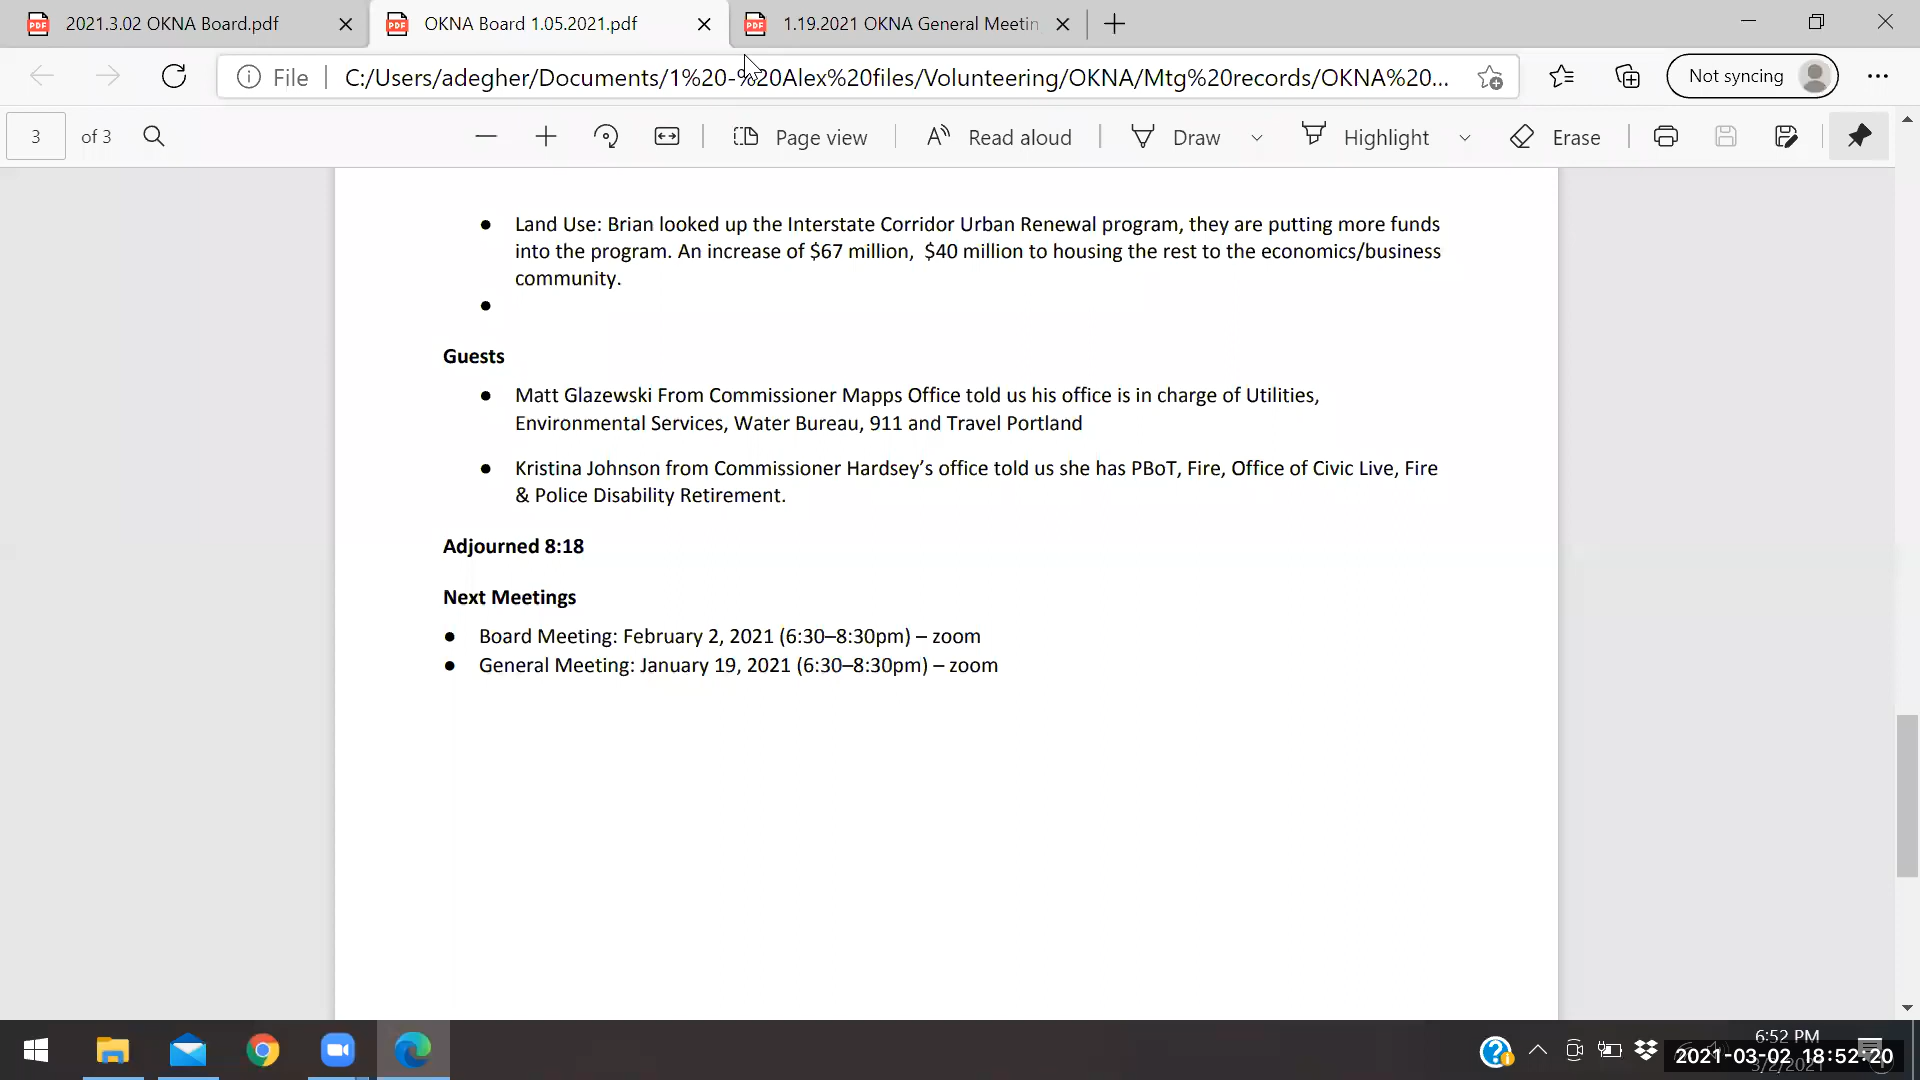 2021.3.02 OKNA Board.pdf
OKNA Board 1.05.2021.pdf
1.19.2021 OKNA General Meetin
File
C:/Users/adegher/Documents/1%20-%20Alex%20files/Volunteering/OKNA/Mtg%20records/OKNA%20...
Not syncing
3 of 3
Page view
Read aloud
Draw
Highlight
Erase
● Land Use: Brian looked up the Interstate Corridor Urban Renewal program, they are putting more funds
into the program. An increase of $67 million, $40 million to housing the rest to the economics/business
community.
●
Guests
● Matt Glazewski From Commissioner Mapps Office told us his office is in charge of Utilities,
Environmental Services, Water Bureau, 911 and Travel Portland
● Kristina Johnson from Commissioner Hardsey’s office told us she has PBoT, Fire, Office of Civic Live, Fire
& Police Disability Retirement.
Adjourned 8:18
Next Meetings
● Board Meeting: February 2, 2021 (6:30–8:30pm) – zoom
● General Meeting: January 19, 2021 (6:30–8:30pm) – zoom
6:52 PM
2021-03-02 18:52:20
3/2/2021